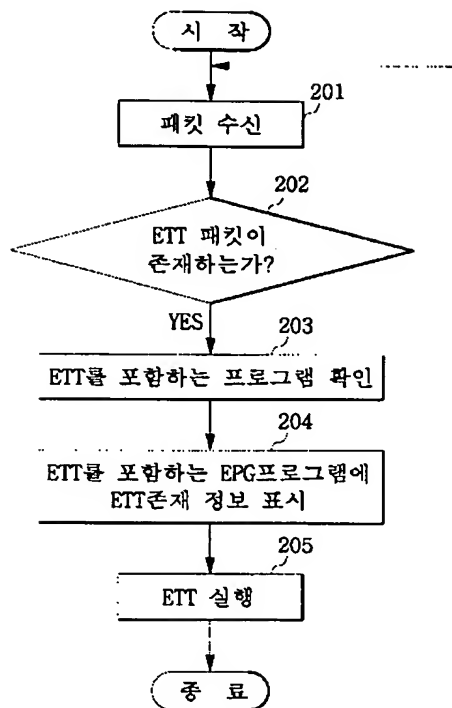 시 작
201
패킷 수신
202
ETT 패킷이
존재하는가?
YES
203
ETT를 포함하는 프로그램 확인
204
ETT를 포함하는 EPG프로그램에
ETT존재 정보 표시
205
ETT 실행
종 료